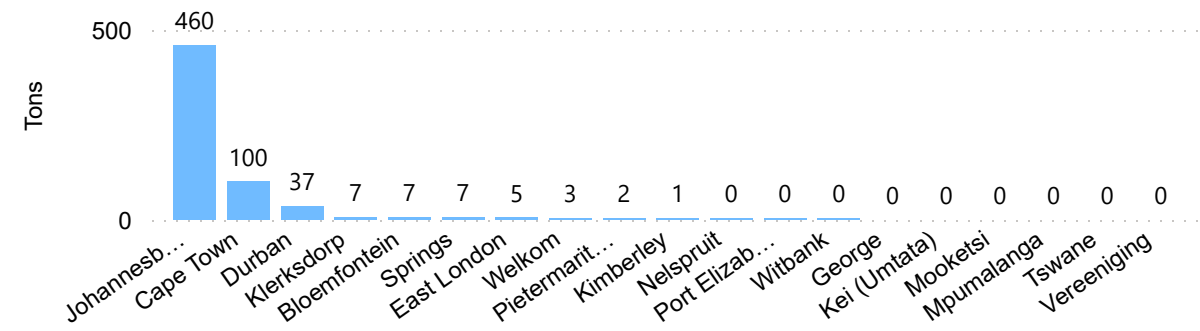 460
500
100
37
7
7
7
5
3
2
1
0
0
0
0
0
0
0
0
Tons
0
Johannesb...
Cape Town
Durban
Klerksdorp
Bloemfontein
Springs
East London
Welkom
Pietermarit...
Kimberley
Nelspruit
Port Elizab...
Witbank
George
Kei (Umtata)
Mooketsi
Mpumalanga
Tswane
Vereeniging